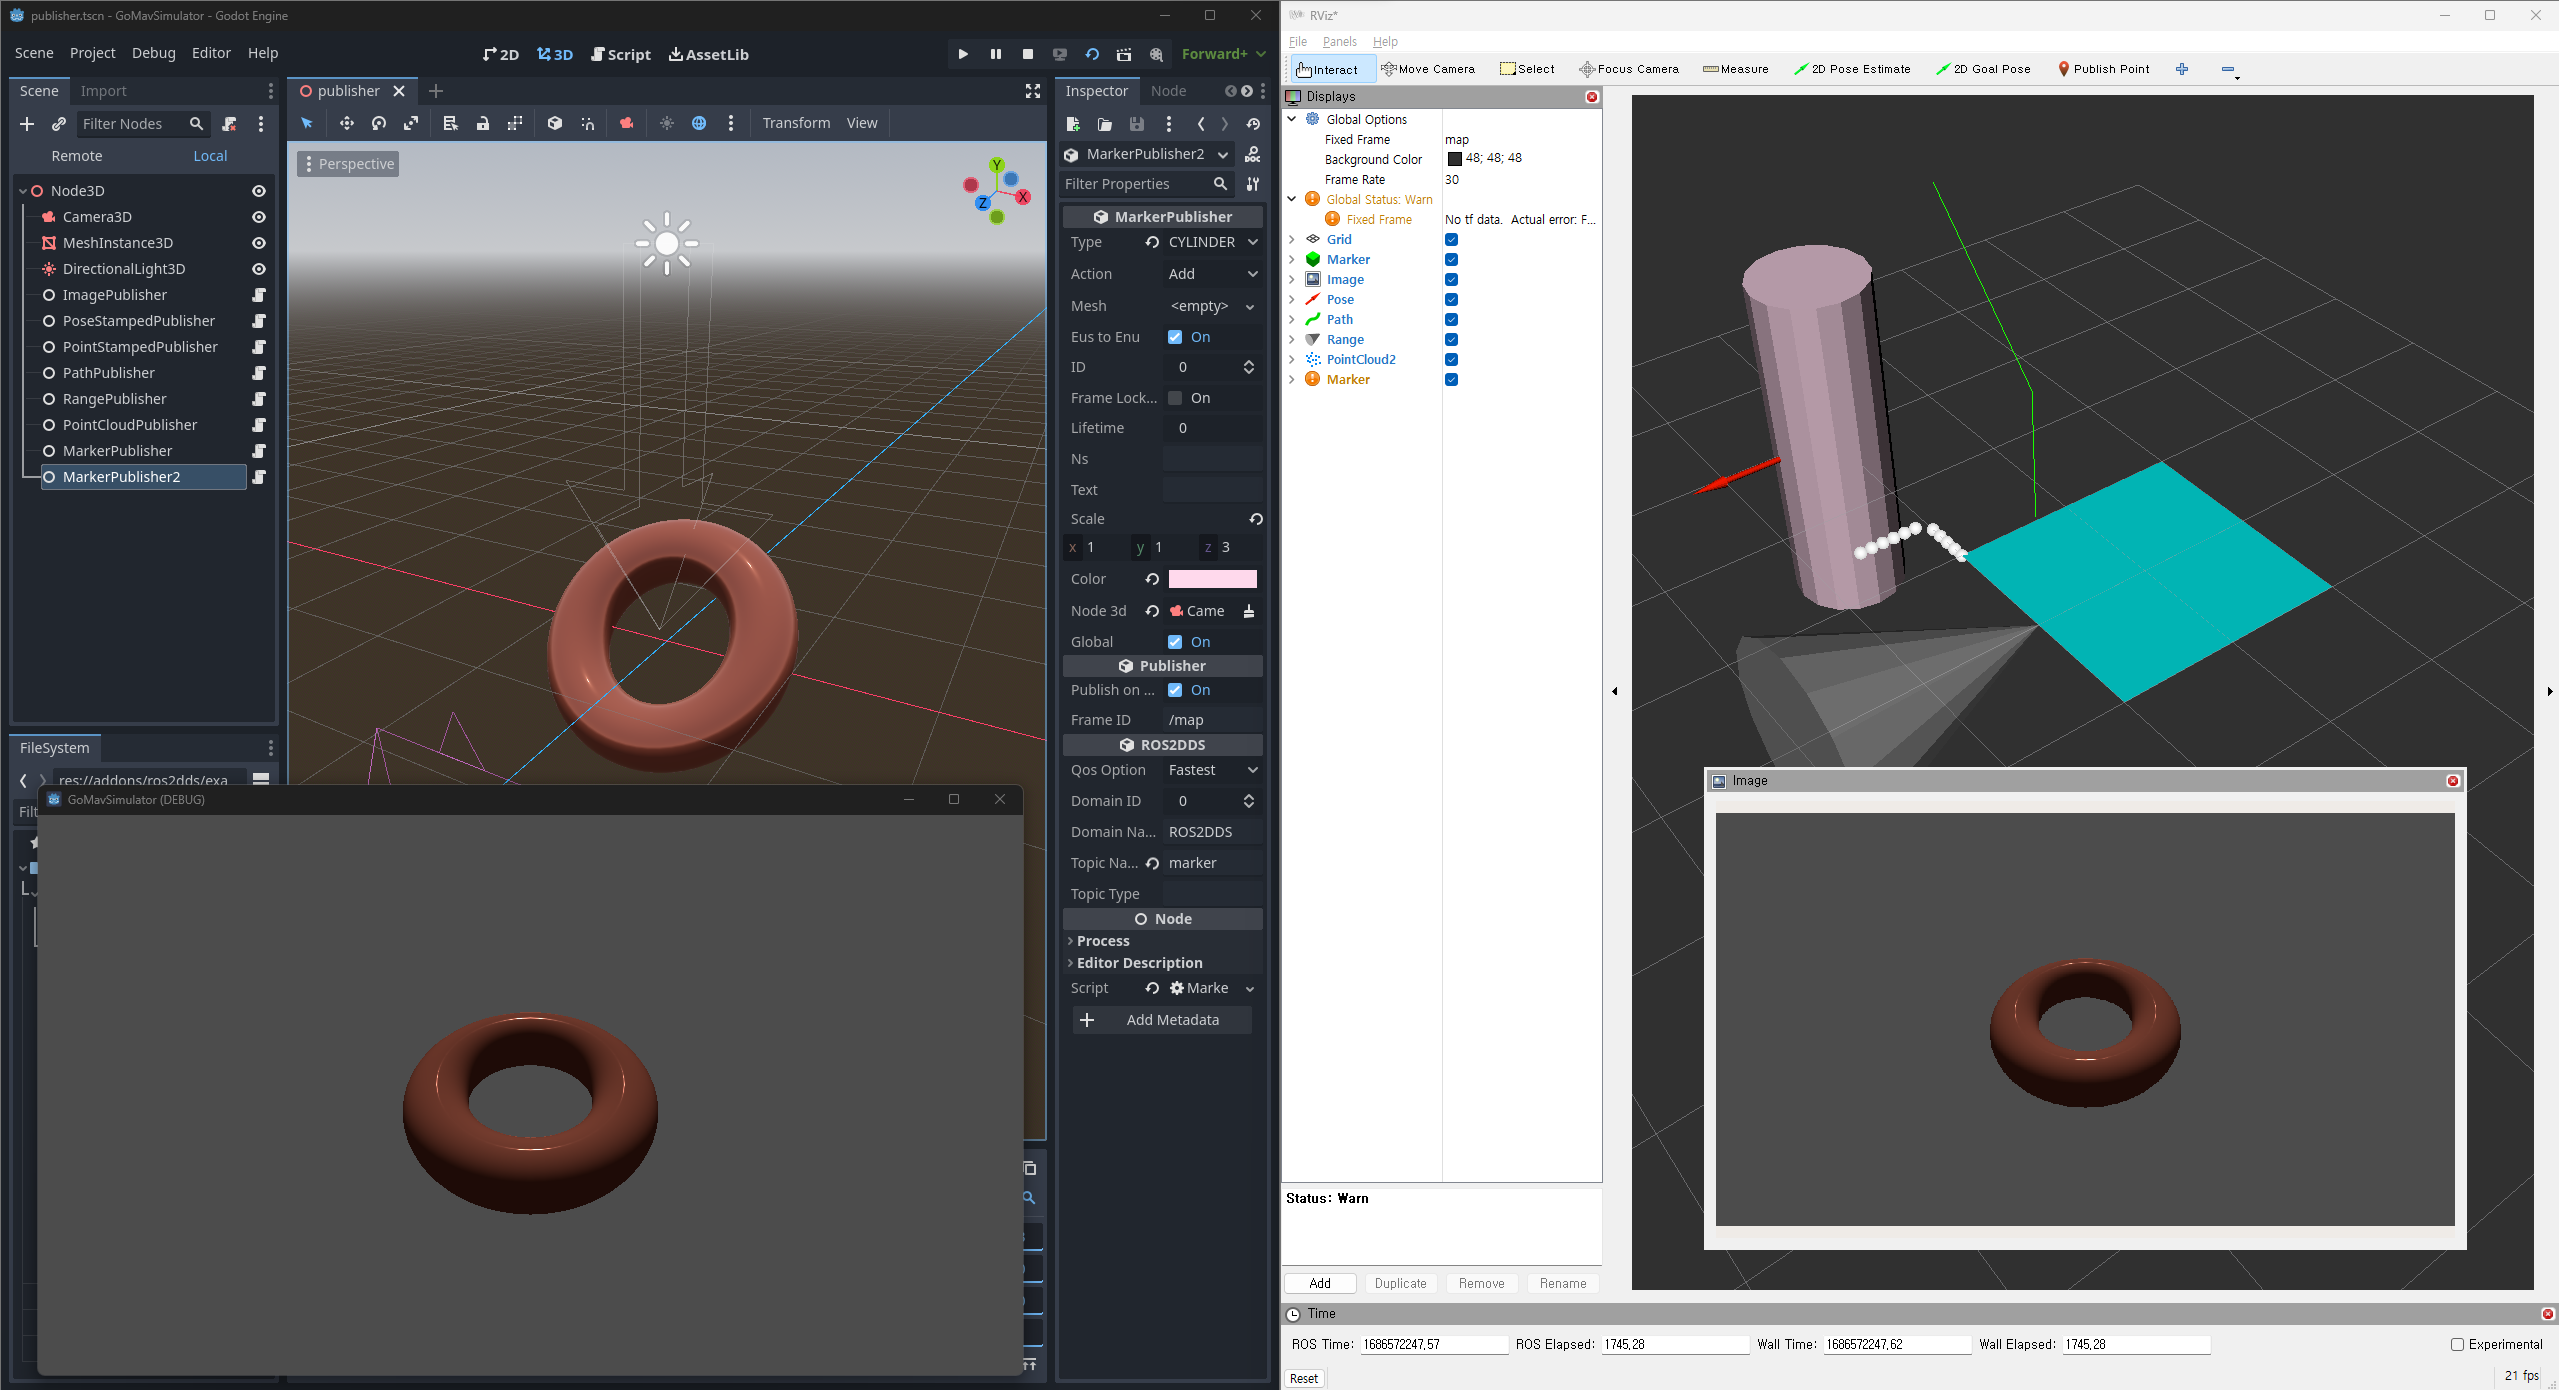 publisher.tscn - GoMavSimulator - Godot Engine
Scene Project Debug Editor Help
2D 3D Script AssetLib
Forward+
Scene Import
Filter Nodes
Remote Local
Node3D
Camera3D
MeshInstance3D
DirectionalLight3D
ImagePublisher
PoseStampedPublisher
PointStampedPublisher
PathPublisher
RangePublisher
PointCloudPublisher
MarkerPublisher
MarkerPublisher2
FileSystem
res://addons/ros2dds/exa
Filt
publisher
Transform View
Perspective
Y
X
Z
GoMavSimulator (DEBUG)
Inspector Node
MarkerPublisher2
Filter Properties
MarkerPublisher
Type CYLINDER
Action Add
Mesh <empty>
Eus to Enu On
ID 0
Frame Lock... On
Lifetime 0
Ns
Text
Scale
x 1 y 1 z 3
Color
Node 3d Came
Global On
Publisher
Publish on ... On
Frame ID /map
ROS2DDS
Qos Option Fastest
Domain ID 0
Domain Na... ROS2DDS
Topic Na... marker
Topic Type
Node
Process
Editor Description
Script Marke
Add Metadata
RViz*
File Panels Help
Interact Move Camera Select Focus Camera Measure 2D Pose Estimate 2D Goal Pose Publish Point
Displays
Global Options
Fixed Frame map
Background Color 48; 48; 48
Frame Rate 30
Global Status: Warn
Fixed Frame No tf data. Actual error: F...
Grid
Marker
Image
Pose
Path
Range
PointCloud2
Marker
Status: Warn
Add Duplicate Remove Rename
Image
Time
ROS Time: 1686572247,57 ROS Elapsed: 1745,28 Wall Time: 1686572247,62 Wall Elapsed: 1745,28 Experimental
Reset 21 fps